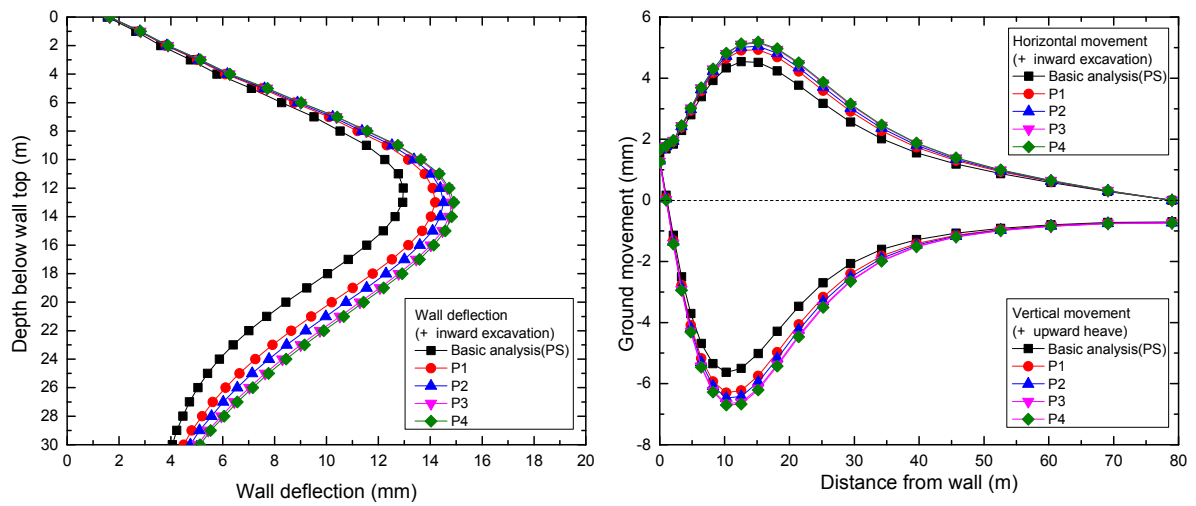 0
2
4
6
8
10
12
14
16
18
20
22
24
26
28
30
Depth below wall top (m)
0 2 4 6 8 10 12 14 16 18 20
Wall deflection (mm)
Wall deflection
(+ inward excavation)
Basic analysis(PS)
P1
P2
P3
P4
6
4
2
0
-2
-4
-6
-8
Ground movement (mm)
0 10 20 30 40 50 60 70 80
Distance from wall (m)
Horizontal movement
(+ inward excavation)
Basic analysis(PS)
P1
P2
P3
P4
Vertical movement
(+ upward heave)
Basic analysis(PS)
P1
P2
P3
P4